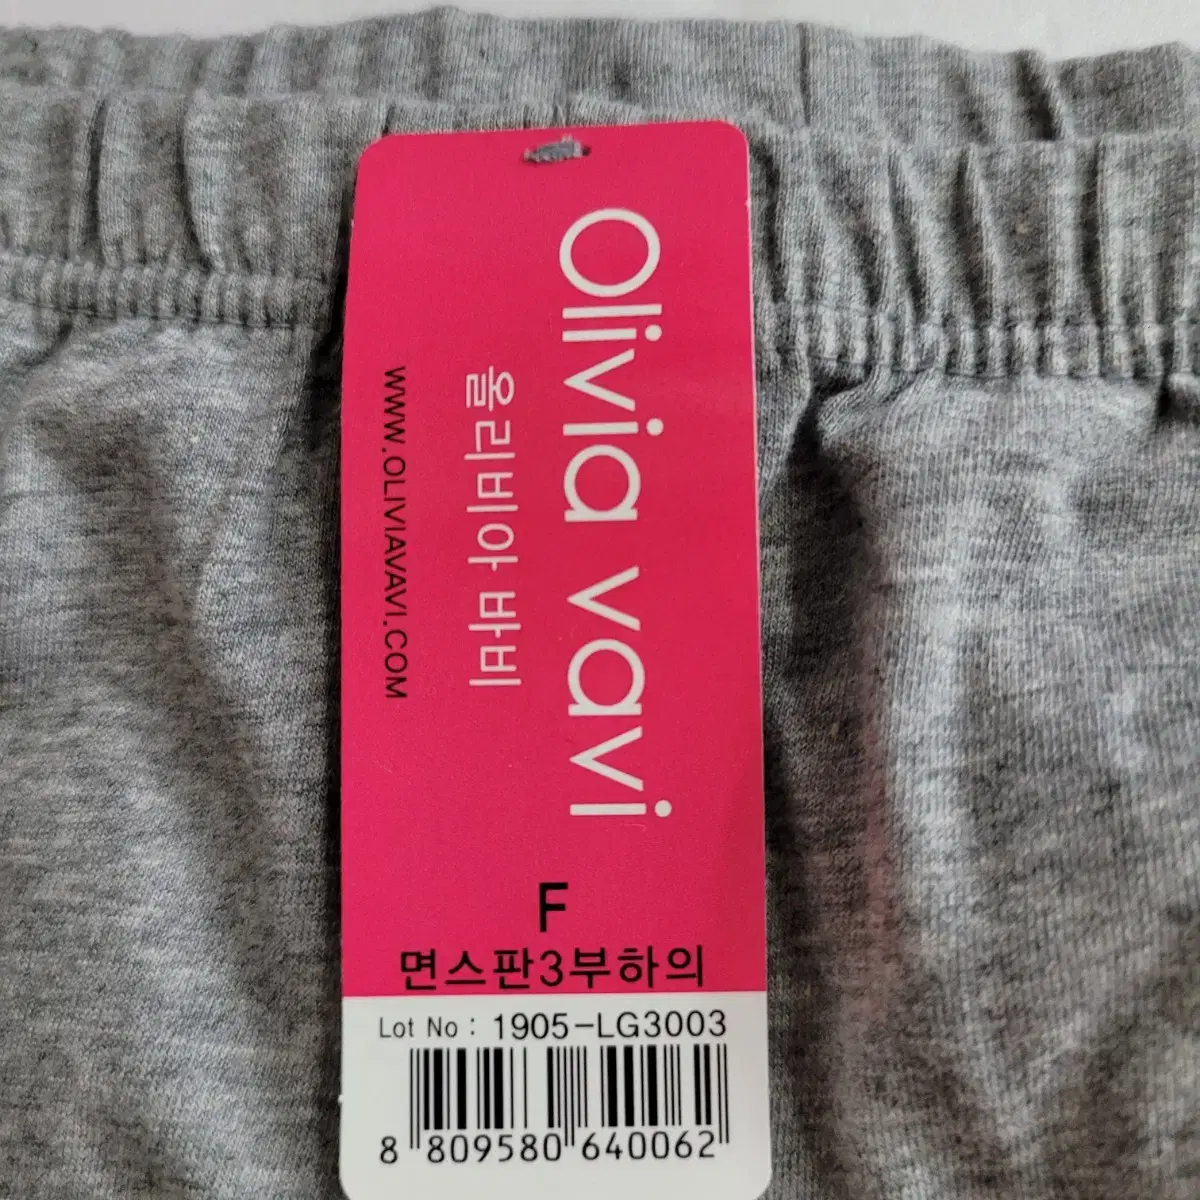 Olivia vavi
올리비아 바비
WWW.OLIVIAVAVI.COM
F
면스판3부하의
Lot No : 1905-LG3003
8 809580 640062